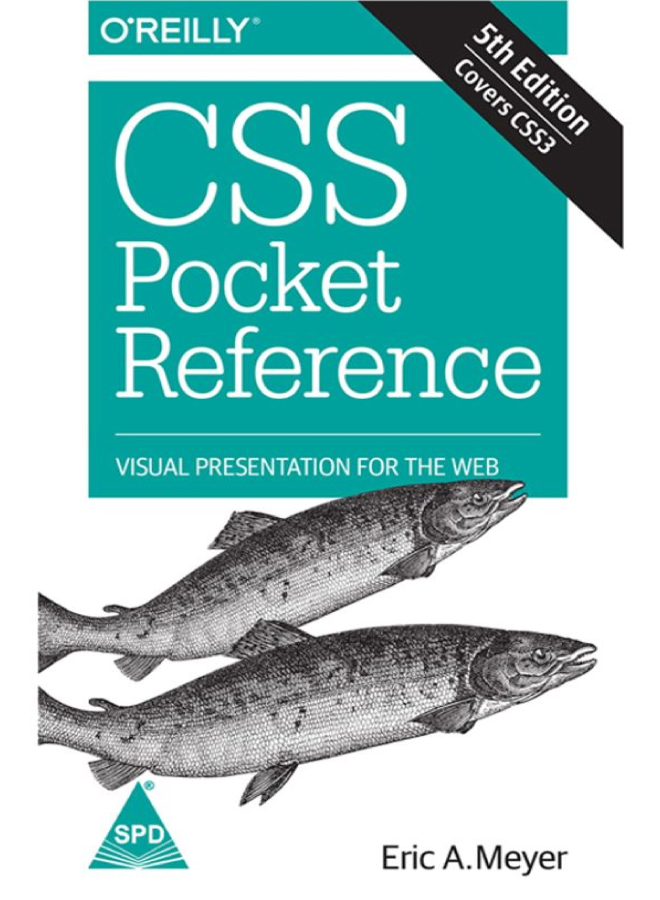 O'REILLY®
5th Edition
Covers CSS3
CSS
Pocket
Reference
VISUAL PRESENTATION FOR THE WEB
®
SPD
Eric A. Meyer